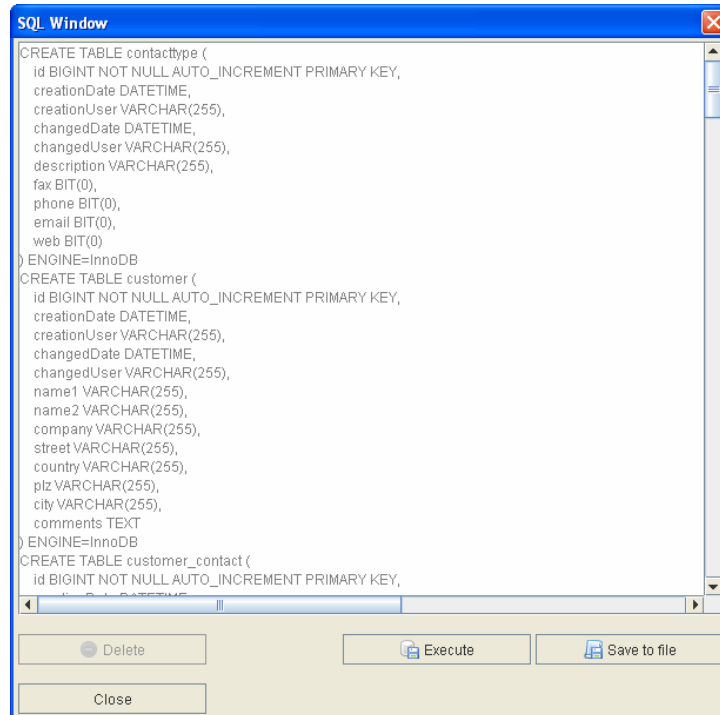 SQL Window
CREATE TABLE contacttype (
id BIGINT NOT NULL AUTO_INCREMENT PRIMARY KEY,
creationDate DATETIME,
creationUser VARCHAR(255),
changedDate DATETIME,
changedUser VARCHAR(255),
description VARCHAR(255),
fax BIT(0),
phone BIT(0),
email BIT(0),
web BIT(0)
) ENGINE=InnoDB
CREATE TABLE customer (
id BIGINT NOT NULL AUTO_INCREMENT PRIMARY KEY,
creationDate DATETIME,
creationUser VARCHAR(255),
changedDate DATETIME,
changedUser VARCHAR(255),
name1 VARCHAR(255),
name2 VARCHAR(255),
company VARCHAR(255),
street VARCHAR(255),
country VARCHAR(255),
plz VARCHAR(255),
city VARCHAR(255),
comments TEXT
) ENGINE=InnoDB
CREATE TABLE customer_contact (
id BIGINT NOT NULL AUTO_INCREMENT PRIMARY KEY,
Delete
Execute
Save to file
Close